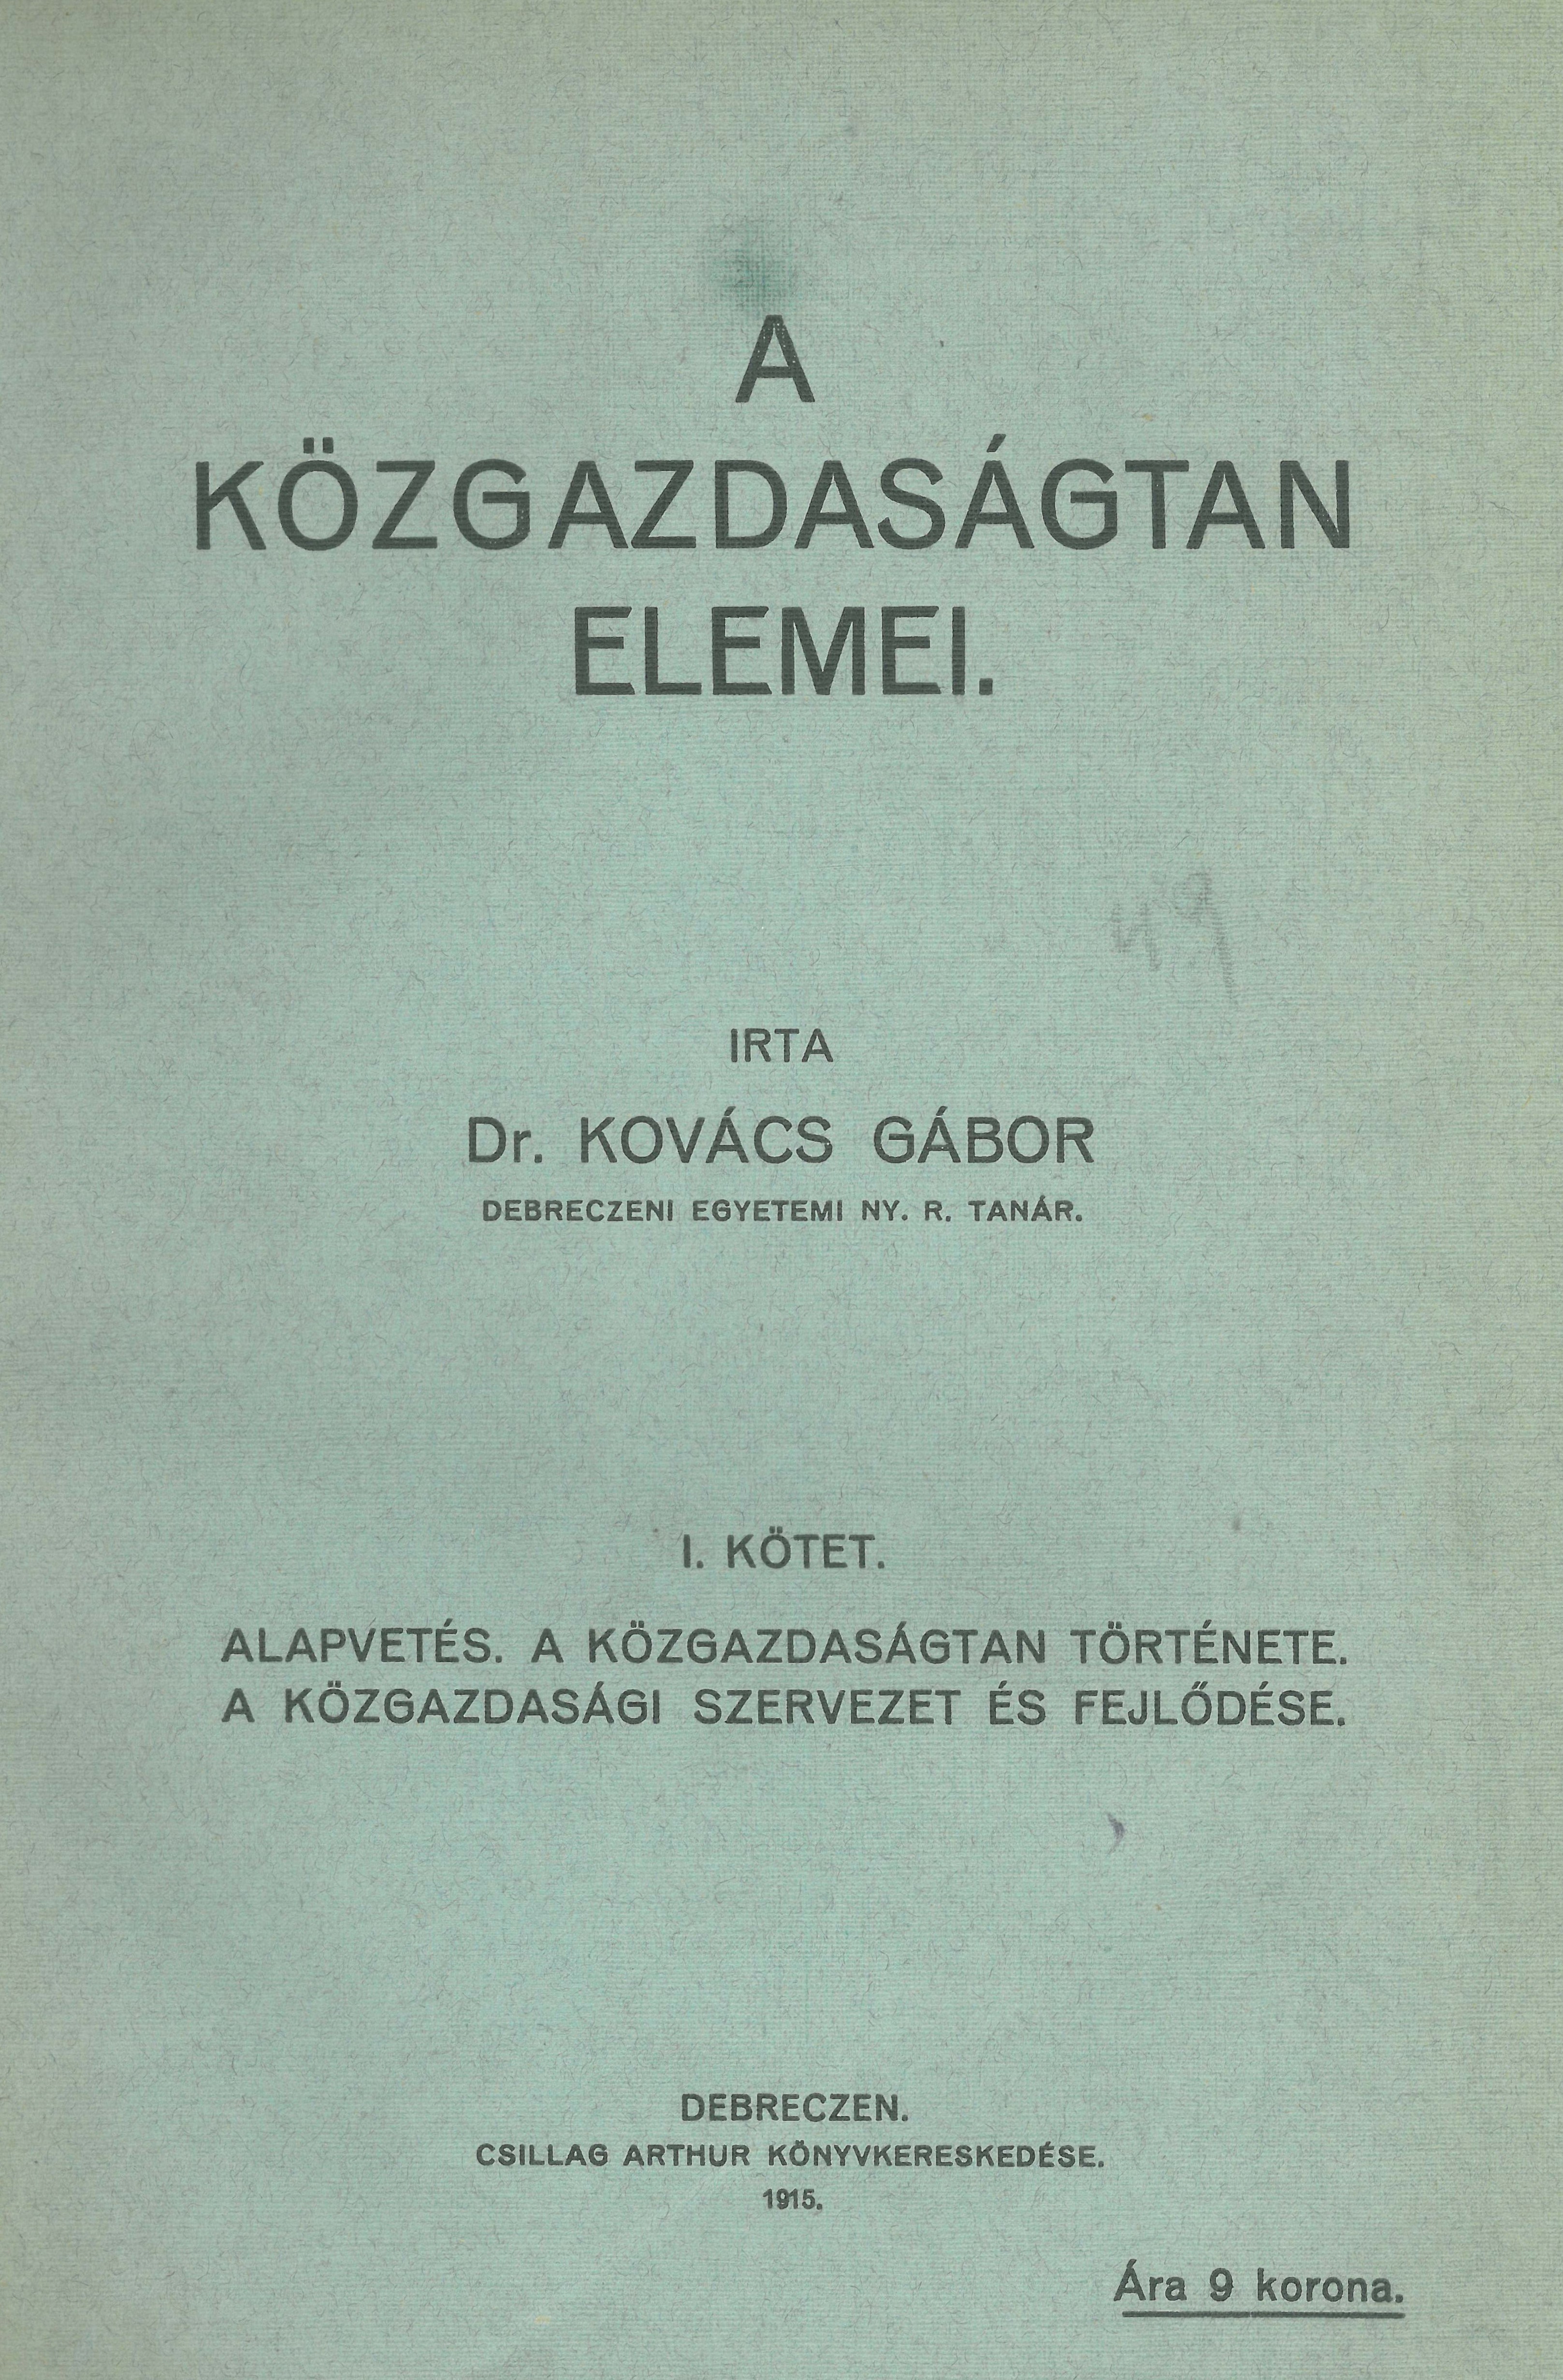 A
KÖZGAZDASÁGTAN
ELEMEI.
IRTA
Dr. KOVÁCS GÁBOR
DEBRECZENI EGYETEMI NY. R. TANÁR.
I. KÖTET.
ALAPVETÉS. A KÖZGAZDASÁGTAN TÖRTÉNETE.
A KÖZGAZDASÁGI SZERVEZET ÉS FEJLŐDÉSE.
DEBRECZEN.
CSILLAG ARTHUR KÖNYVKERESKEDÉSE.
1915.
Ára 9 korona.